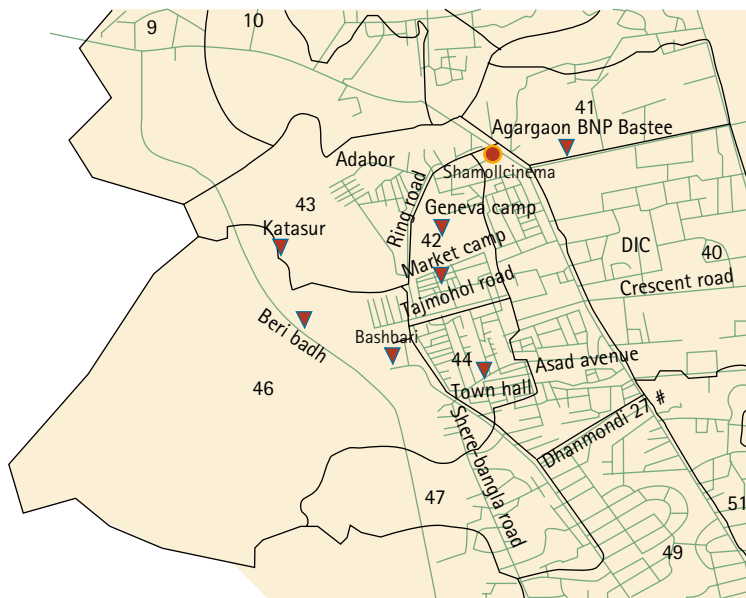 9
10
41
Agargaon BNP Bastee
Adabor
Shamollcinema
Ring road
43
Geneva camp
Katasur
42
DIC
40
Market camp
Crescent road
Tajmohol road
Beri badh
Bashbari
44
Asad avenue
46
Town hall
Dhanmondi 27 #
Shere-bangla road
47
51
49